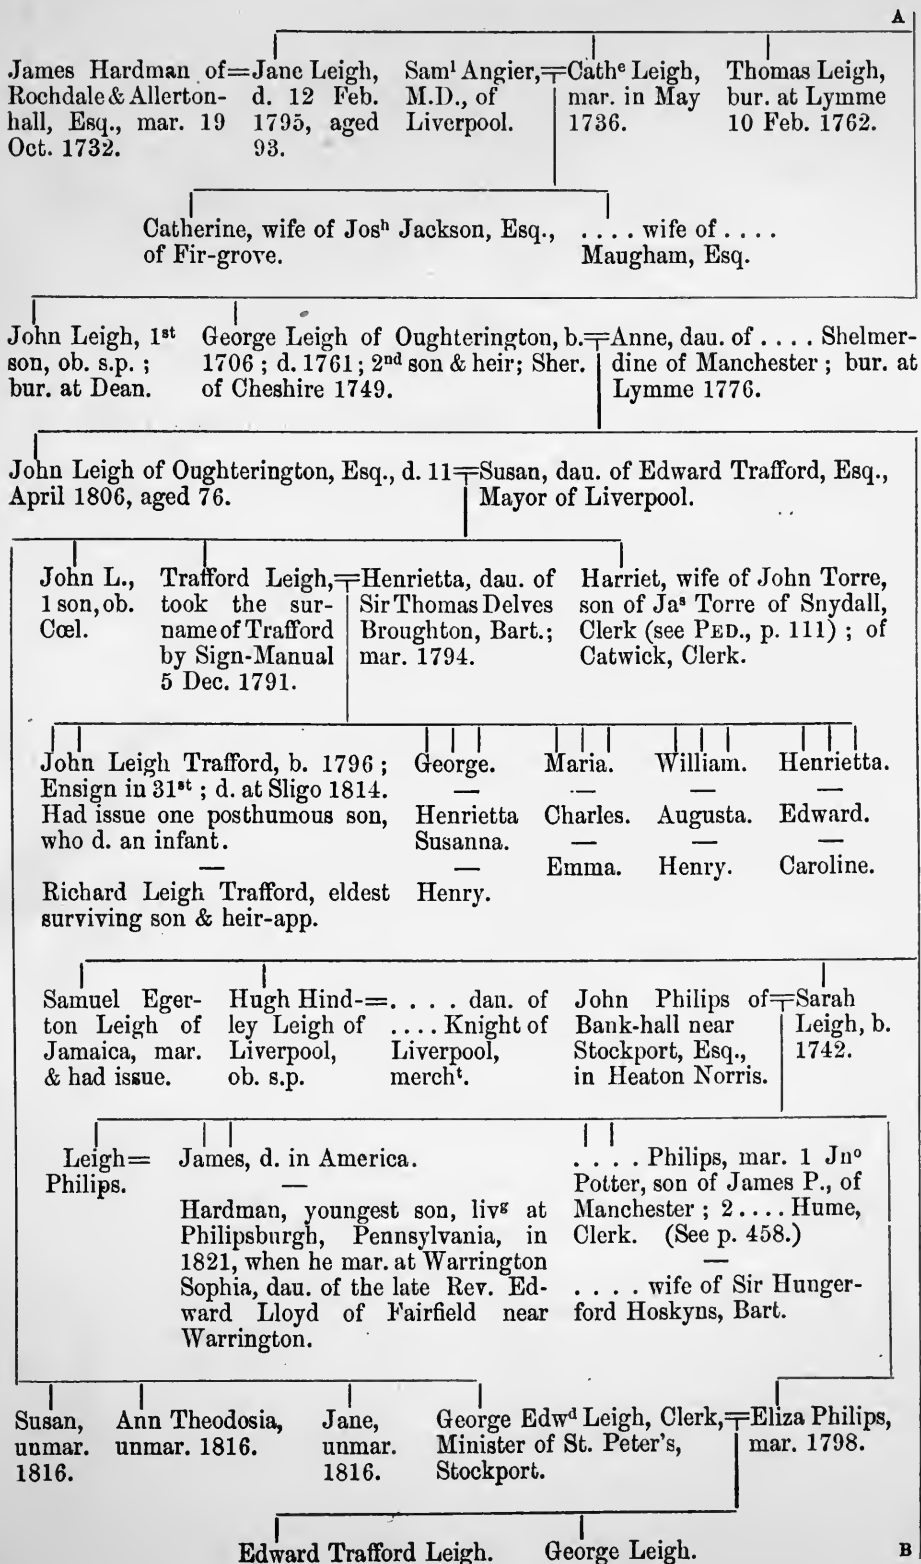 A
James Hardman of=Jane Leigh,
Rochdale & Allerton-
hall, Esq., mar. 19
Oct. 1732.
d. 12 Feb.
1795, aged
93.
Saml Angier,=Cathe Leigh,
M.D., of
Liverpool.
mar. in May
1736.
Thomas Leigh,
bur. at Lymme
10 Feb. 1762.
Catherine, wife of Josh Jackson, Esq.,
of Fir-grove.
. . . . wife of . . . .
Maugham, Esq.
John Leigh, 1st
son, ob. s.p. ;
bur. at Dean.
George Leigh of Oughterington, b.=Anne, dau. of . . . . Shelmer-
1706 ; d. 1761 ; 2nd son & heir; Sher.
of Cheshire 1749.
dine of Manchester ; bur. at
Lymme 1776.
John Leigh of Oughterington, Esq., d. 11=Susan, dau. of Edward Trafford, Esq.,
April 1806, aged 76.
Mayor of Liverpool.
John L.,
1 son, ob.
Cœl.
Trafford Leigh,=Henrietta, dau. of
took the sur-
name of Trafford
by Sign-Manual
5 Dec. 1791.
Sir Thomas Delves
Broughton, Bart.;
mar. 1794.
Harriet, wife of John Torre,
son of Jas Torre of Snydall,
Clerk (see PED., p. 111) ; of
Catwick, Clerk.
John Leigh Trafford, b. 1796 ;
Ensign in 31st ; d. at Sligo 1814.
Had issue one posthumous son,
who d. an infant.
—
Richard Leigh Trafford, eldest
surviving son & heir-app.
George.
—
Henrietta
Susanna.
—
Henry.
Maria.
—
Charles.
—
Emma.
William.
—
Augusta.
—
Henry.
Henrietta.
—
Edward.
—
Caroline.
Samuel Eger-
ton Leigh of
Jamaica, mar.
& had issue.
Hugh Hind-=. . . . dau. of
ley Leigh of
Liverpool,
ob. s.p.
. . . . Knight of
Liverpool,
mercht.
John Philips of=Sarah
Bank-hall near
Stockport, Esq.,
in Heaton Norris.
Leigh, b.
1742.
Leigh=
Philips.
James, d. in America.
—
Hardman, youngest son, livg at
Philipsburgh, Pennsylvania, in
1821, when he mar. at Warrington
Sophia, dau. of the late Rev. Ed-
ward Lloyd of Fairfield near
Warrington.
. . . . Philips, mar. 1 Jno
Potter, son of James P., of
Manchester ; 2 . . . . Hume,
Clerk. (See p. 458.)
—
. . . . wife of Sir Hunger-
ford Hoskyns, Bart.
Susan,
unmar.
1816.
Ann Theodosia,
unmar. 1816.
Jane,
unmar.
1816.
George Edwd Leigh, Clerk,=Eliza Philips,
Minister of St. Peter's,
Stockport.
mar. 1798.
Edward Trafford Leigh.
George Leigh.
B